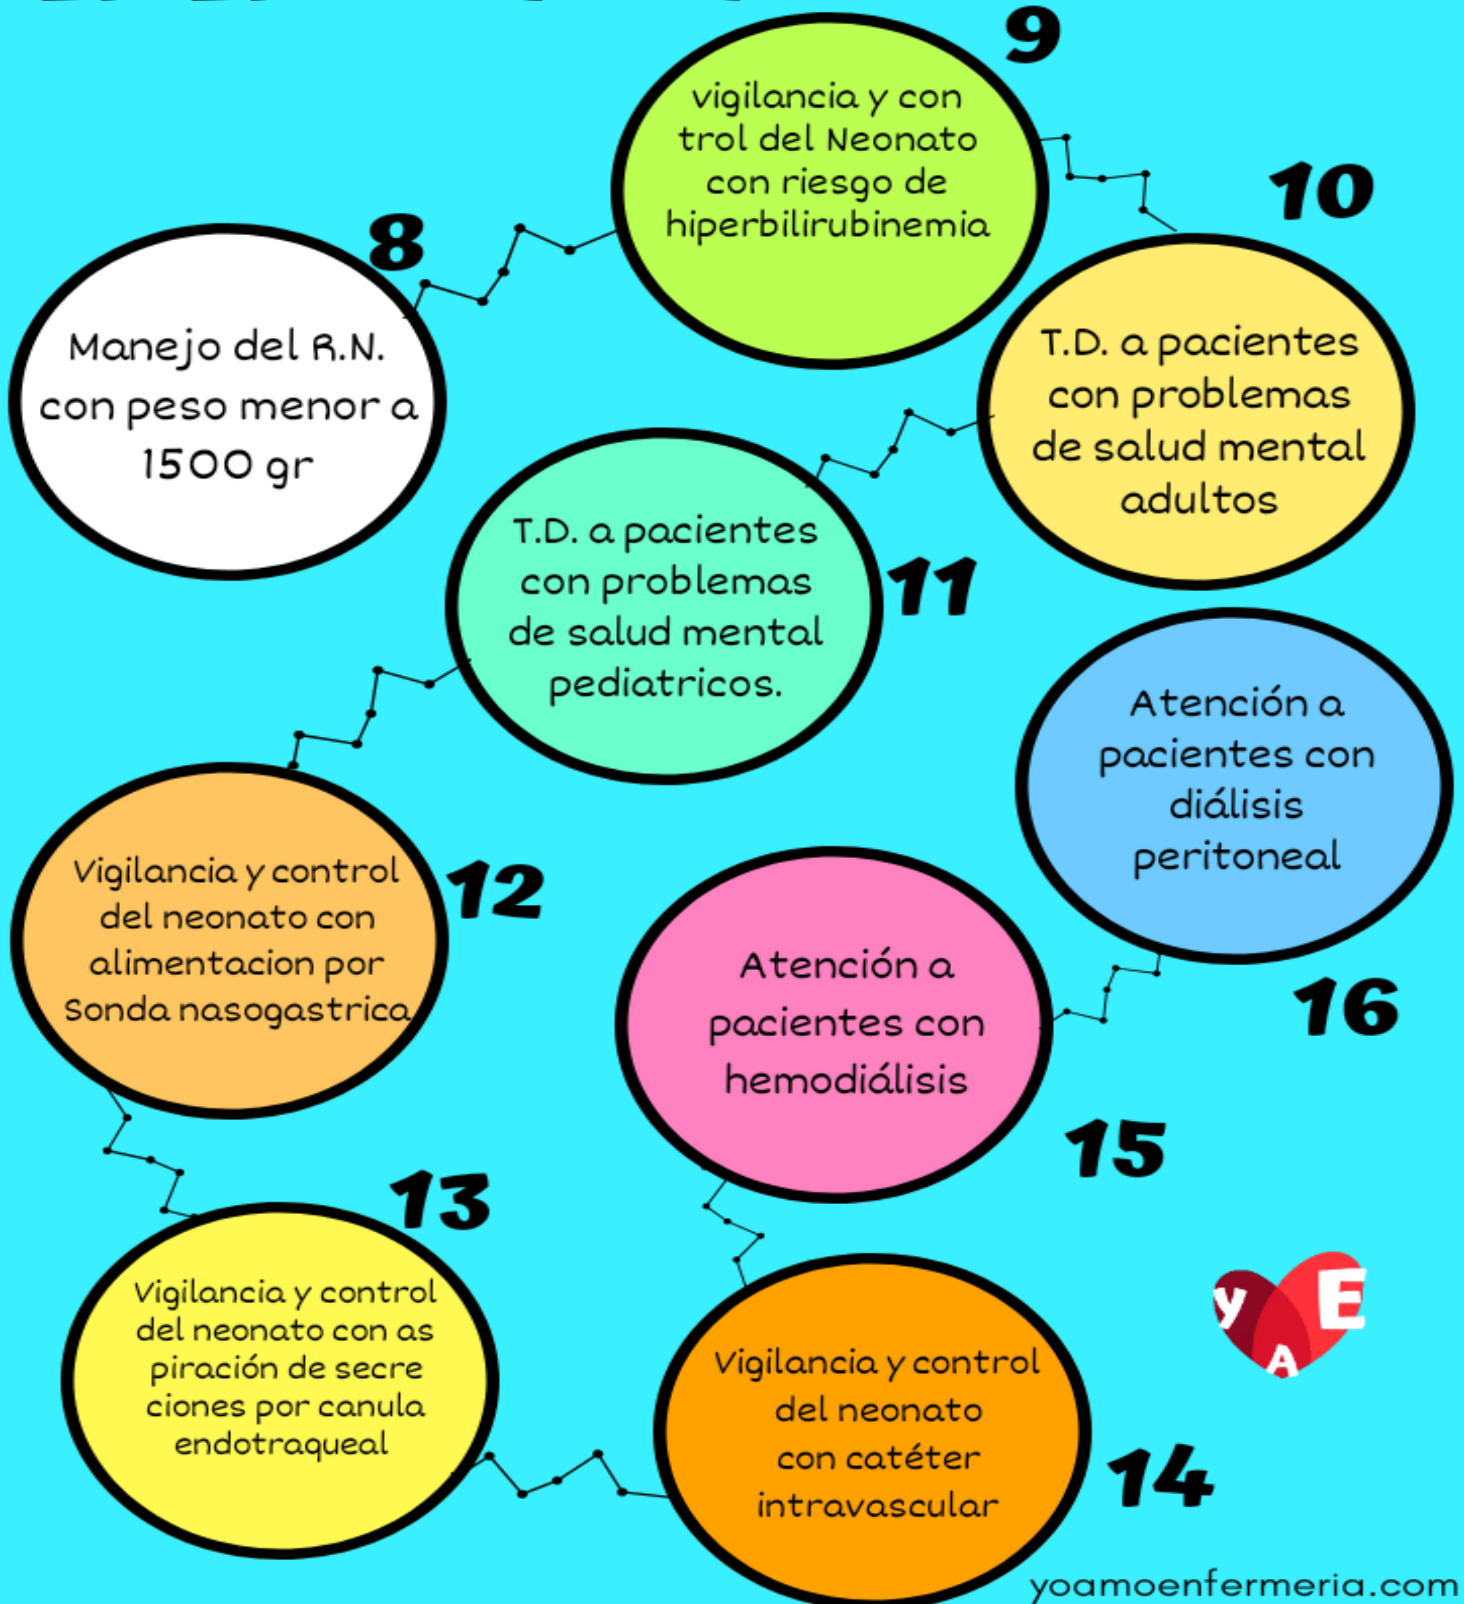 8
Manejo del R.N.
con peso menor a
1500 gr
9
vigilancia y con
trol del Neonato
con riesgo de
hiperbilirubinemia
10
T.D. a pacientes
con problemas
de salud mental
adultos
11
T.D. a pacientes
con problemas
de salud mental
pediatricos.
12
Vigilancia y control
del neonato con
alimentacion por
Sonda nasogastrica
13
Vigilancia y control
del neonato con as
piración de secre
ciones por canula
endotraqueal
14
Vigilancia y control
del neonato
con catéter
intravascular
15
Atención a
pacientes con
hemodiálisis
16
Atención a
pacientes con
diálisis
peritoneal
y A E
yoamoenfermeria.com